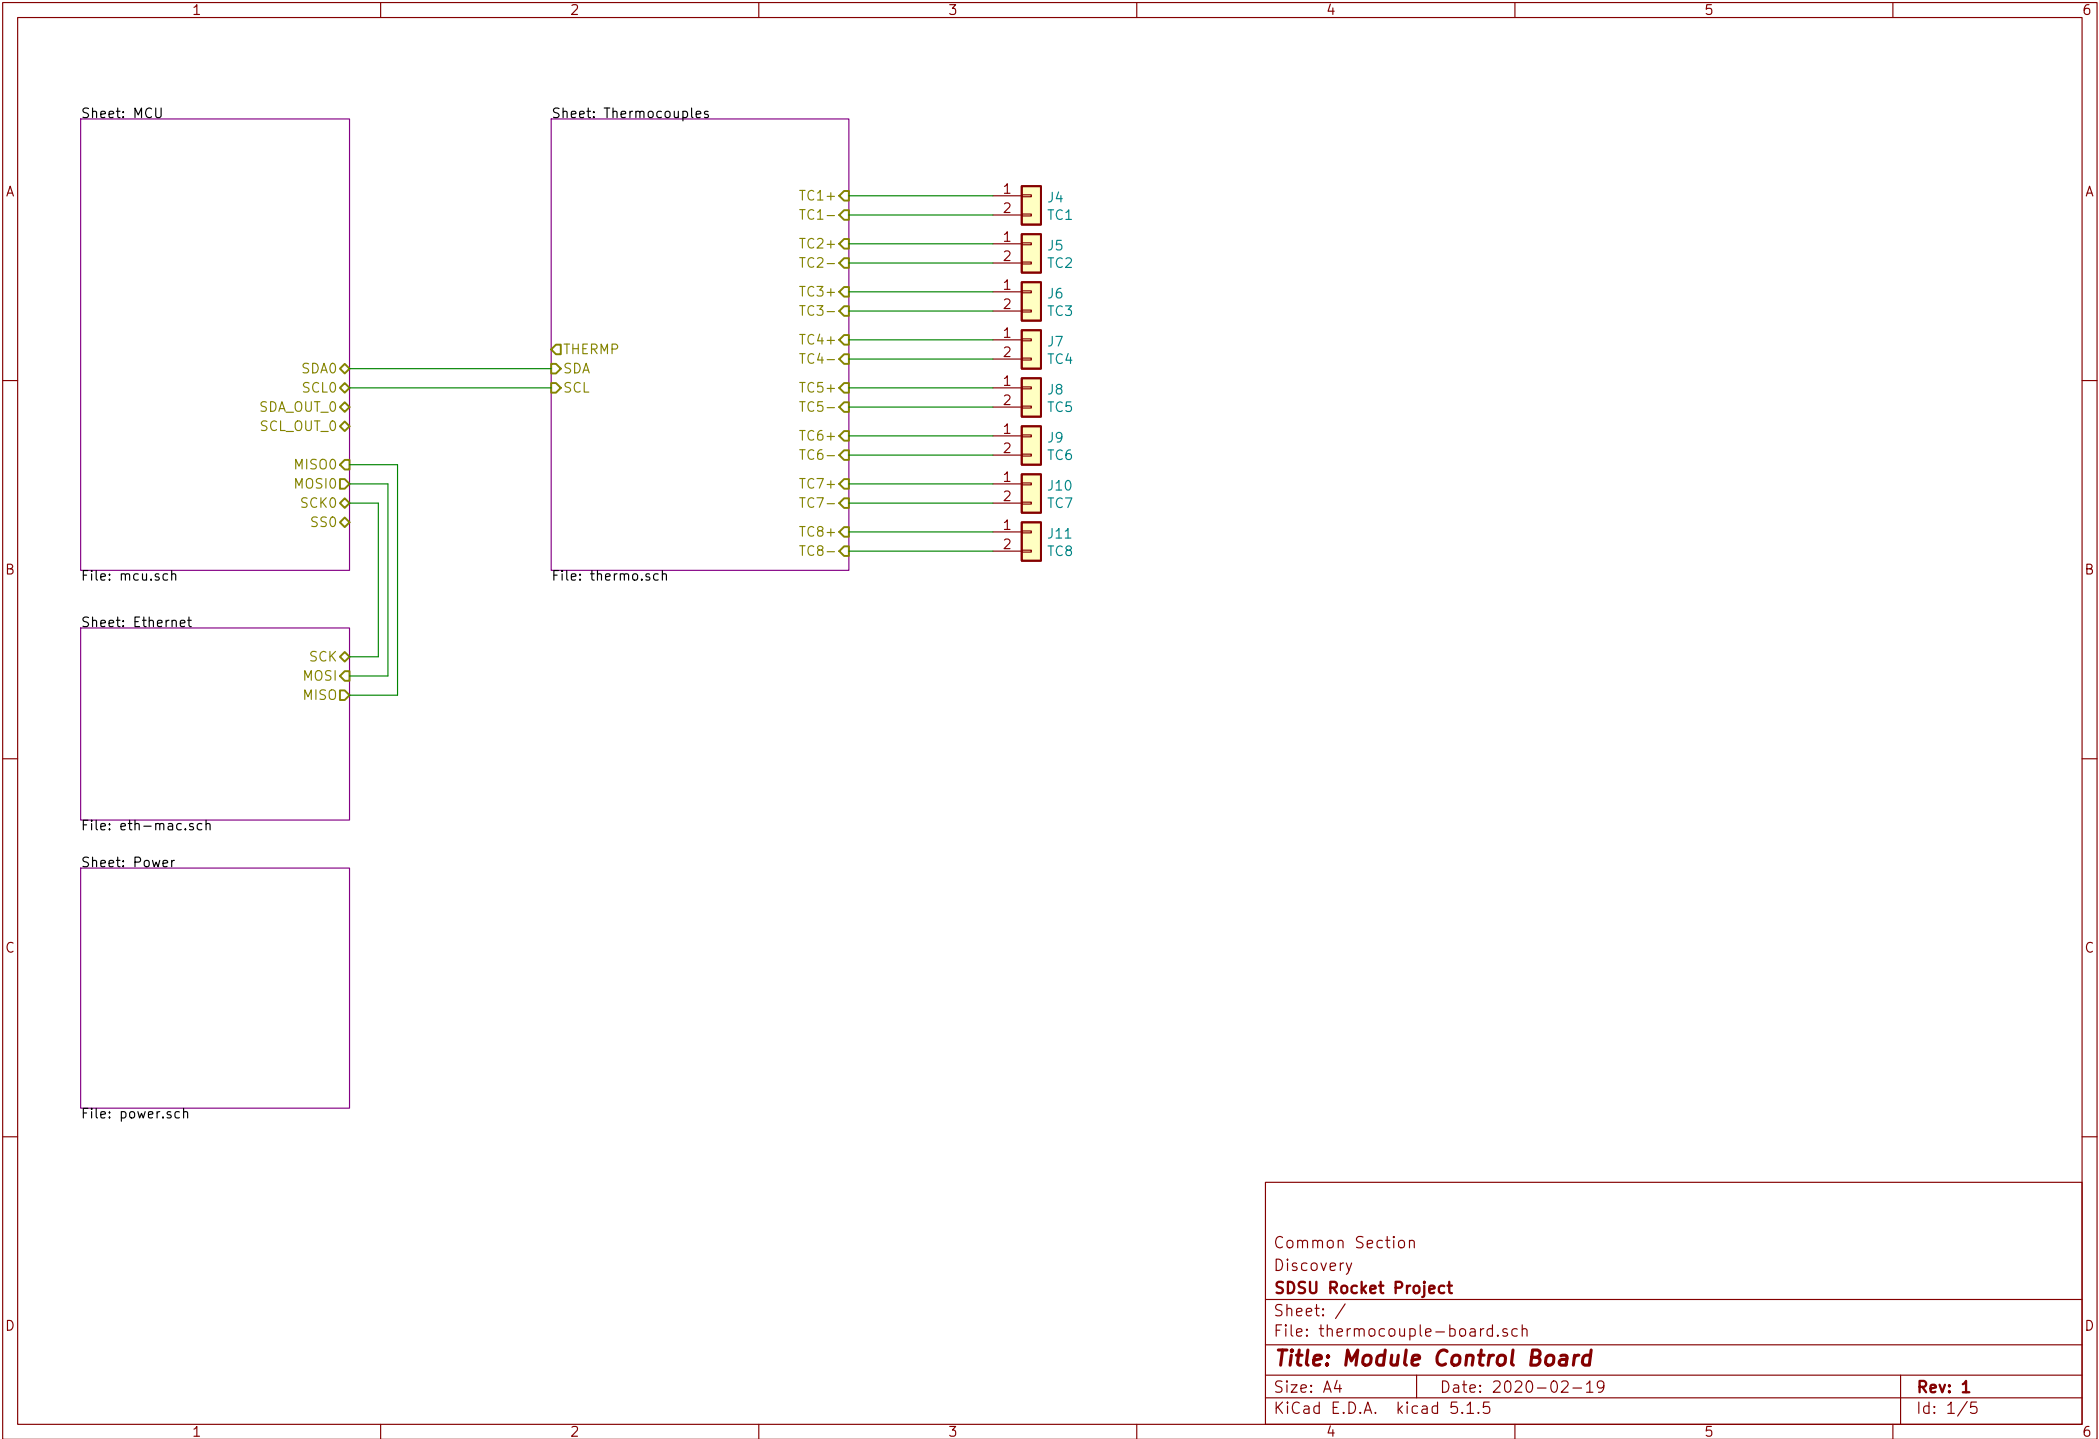 1 2 3 4 5 6
Sheet: MCU
SDA0
SCL0
SDA_OUT_0
SCL_OUT_0
MISO0
MOSI0
SCK0
SS0
File: mcu.sch
Sheet: Thermocouples
THERMP
SDA
SCL
TC1+
TC1-
TC2+
TC2-
TC3+
TC3-
TC4+
TC4-
TC5+
TC5-
TC6+
TC6-
TC7+
TC7-
TC8+
TC8-
File: thermo.sch
1 J4
2 TC1
1 J5
2 TC2
1 J6
2 TC3
1 J7
2 TC4
1 J8
2 TC5
1 J9
2 TC6
1 J10
2 TC7
1 J11
2 TC8
Sheet: Ethernet
SCK
MOSI
MISO
File: eth-mac.sch
Sheet: Power
File: power.sch
A A
B B
C C
D D
Common Section
Discovery
SDSU Rocket Project
Sheet: /
File: thermocouple-board.sch
Title: Module Control Board
Size: A4 Date: 2020-02-19 Rev: 1
KiCad E.D.A. kicad 5.1.5 Id: 1/5
1 2 3 4 5 6